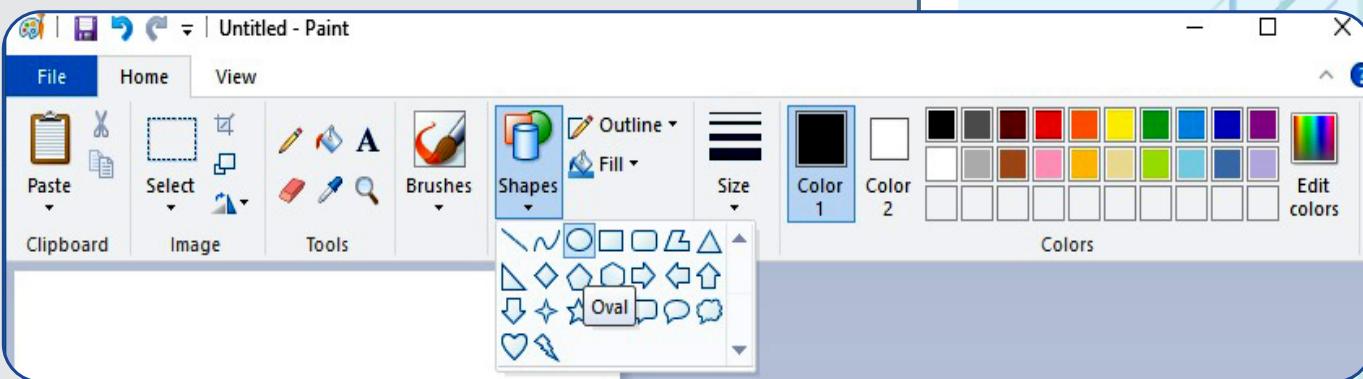 Untitled - Paint
File Home View
Outline
Fill
Paste
Select
A
Brushes
Shapes
Size
Color 1
Color 2
Edit colors
Clipboard
Image
Tools
Colors
Oval